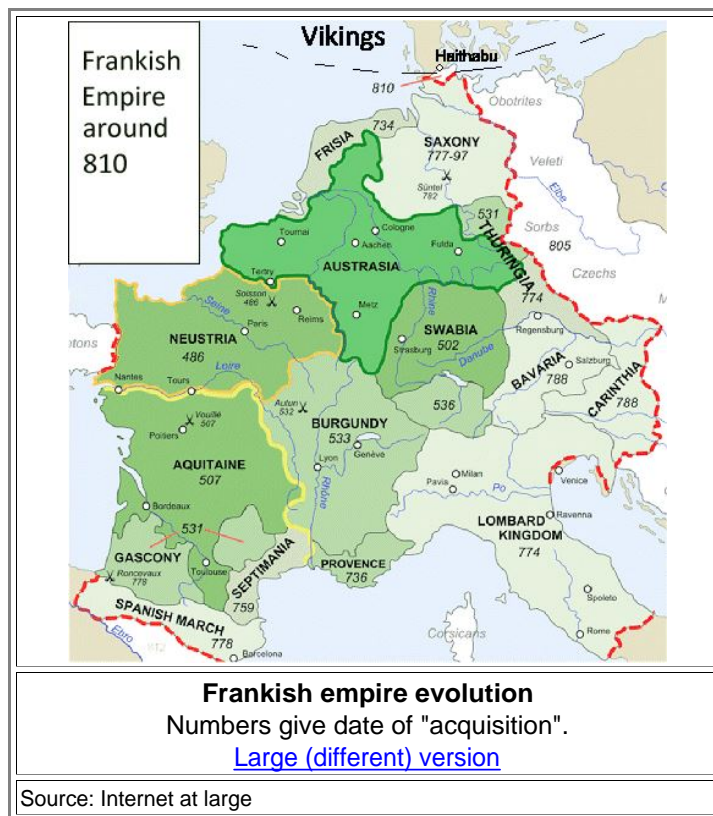 Frankish
Empire
around
810
Vikings
Haithabu
810
Obotrites
734
FRISIA
SAXONY
777-97
Süntel
782
Veleti
Elbe
531
Sorbs
805
Czechs
THURINGIA
774
Tournai
Cologne
Aachen
Fulda
AUSTRASIA
Tertry
Soisson
486
Metz
Reims
Seine
Paris
NEUSTRIA
486
Loire
Nantes
Tours
etons
Rhine
SWABIA
Strasburg
502
Danube
Regensburg
BAVARIA
788
Salzburg
CARINTHIA
788
536
Autun
532
BURGUNDY
533
Lyon
Genève
Rhône
Vouillé
507
Poitiers
AQUITAINE
507
Bordeaux
531
GASCONY
Roncevaux
778
Toulouse
SEPTIMANIA
759
PROVENCE
736
SPANISH MARCH
778
Ebro
812
Barcelona
Milan
Pavia
Po
Venice
Ravenna
LOMBARD
KINGDOM
774
Spoleto
Rome
Corsicans
M
Frankish empire evolution
Numbers give date of "acquisition".
Large (different) version
Source: Internet at large